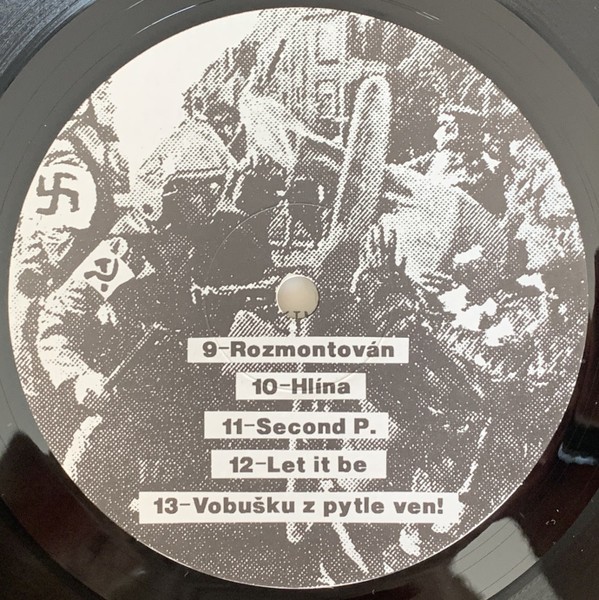 9-Rozmontován
10-Hlína
11-Second P.
12-Let it be
13-Vobušku z pytle ven!